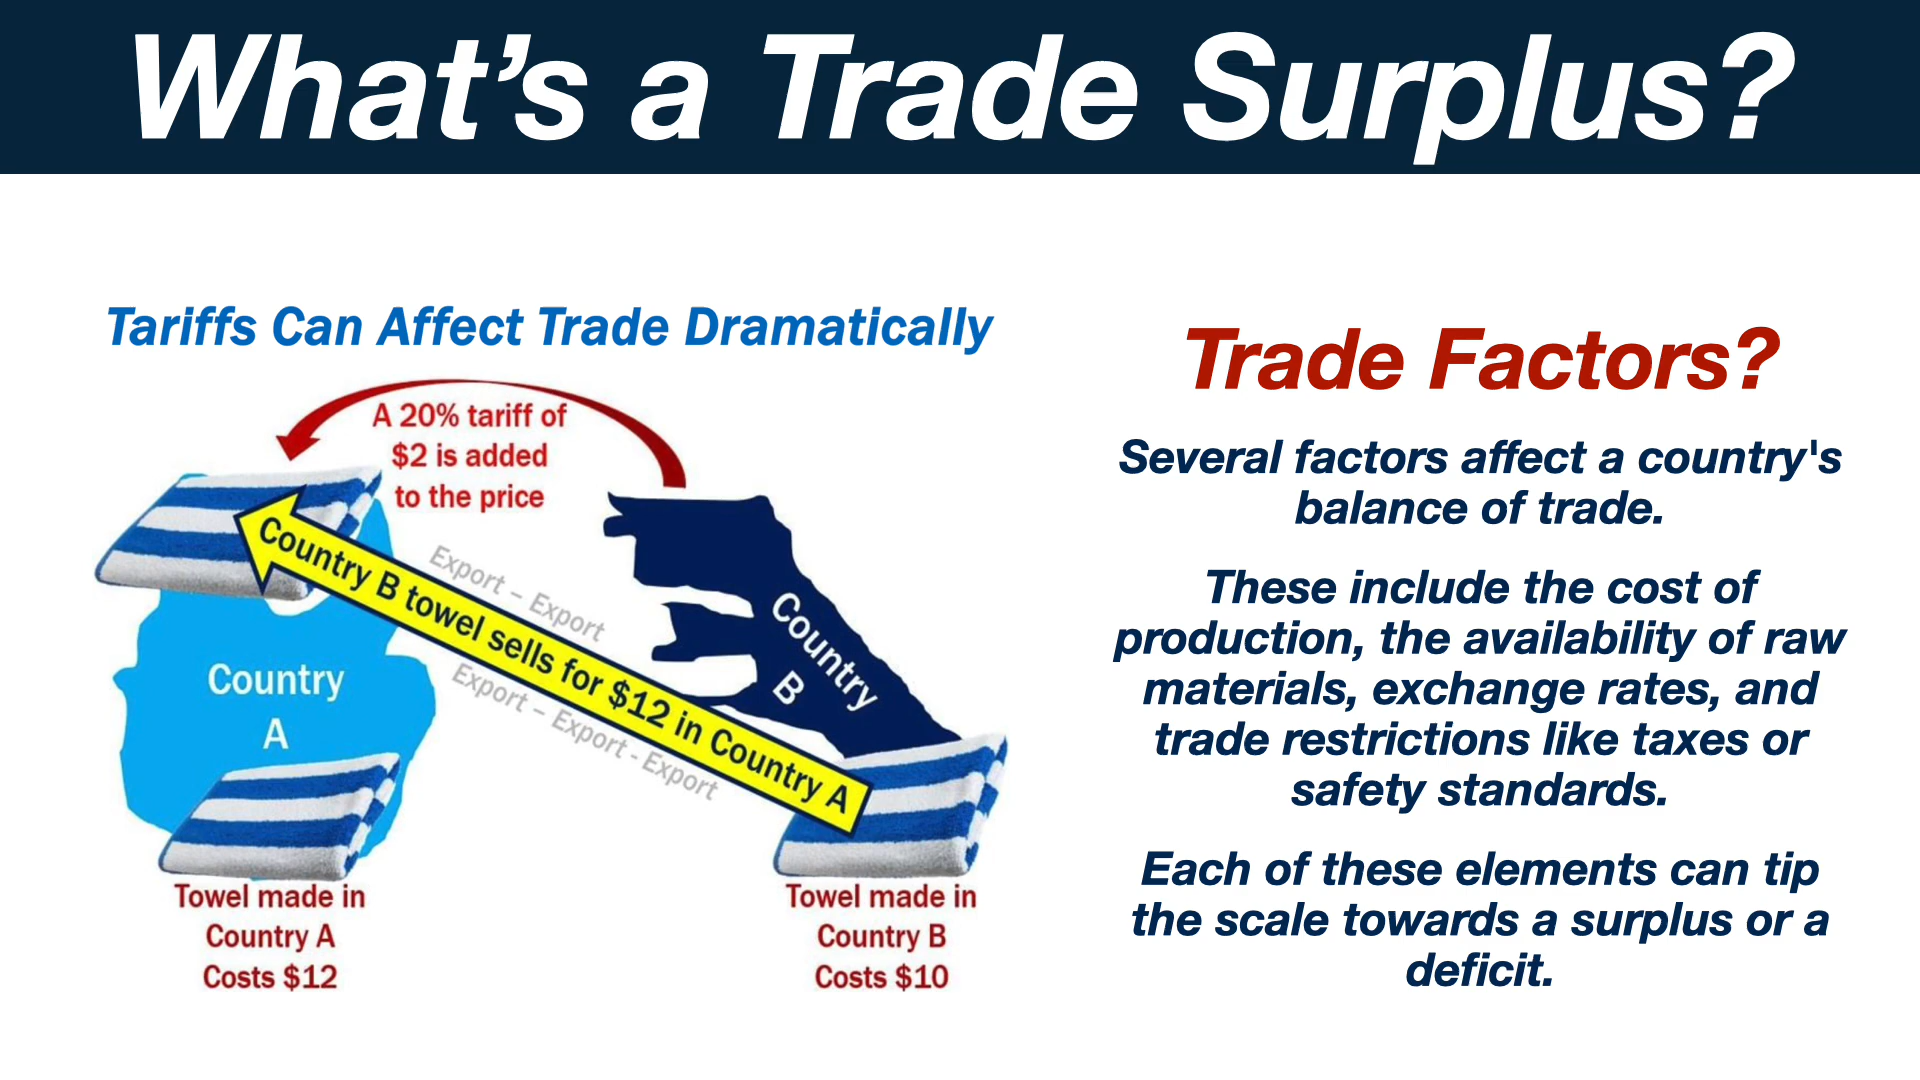 What’s a Trade Surplus?
Tariffs Can Affect Trade Dramatically
A 20% tariff of
$2 is added
to the price
Export – Export
Country B towel sells for $12 in Country A
Export – Export - Export
Country
B
Country
A
Towel made in
Country A
Costs $12
Towel made in
Country B
Costs $10
Trade Factors?
Several factors affect a country's
balance of trade.
These include the cost of
production, the availability of raw
materials, exchange rates, and
trade restrictions like taxes or
safety standards.
Each of these elements can tip
the scale towards a surplus or a
deficit.